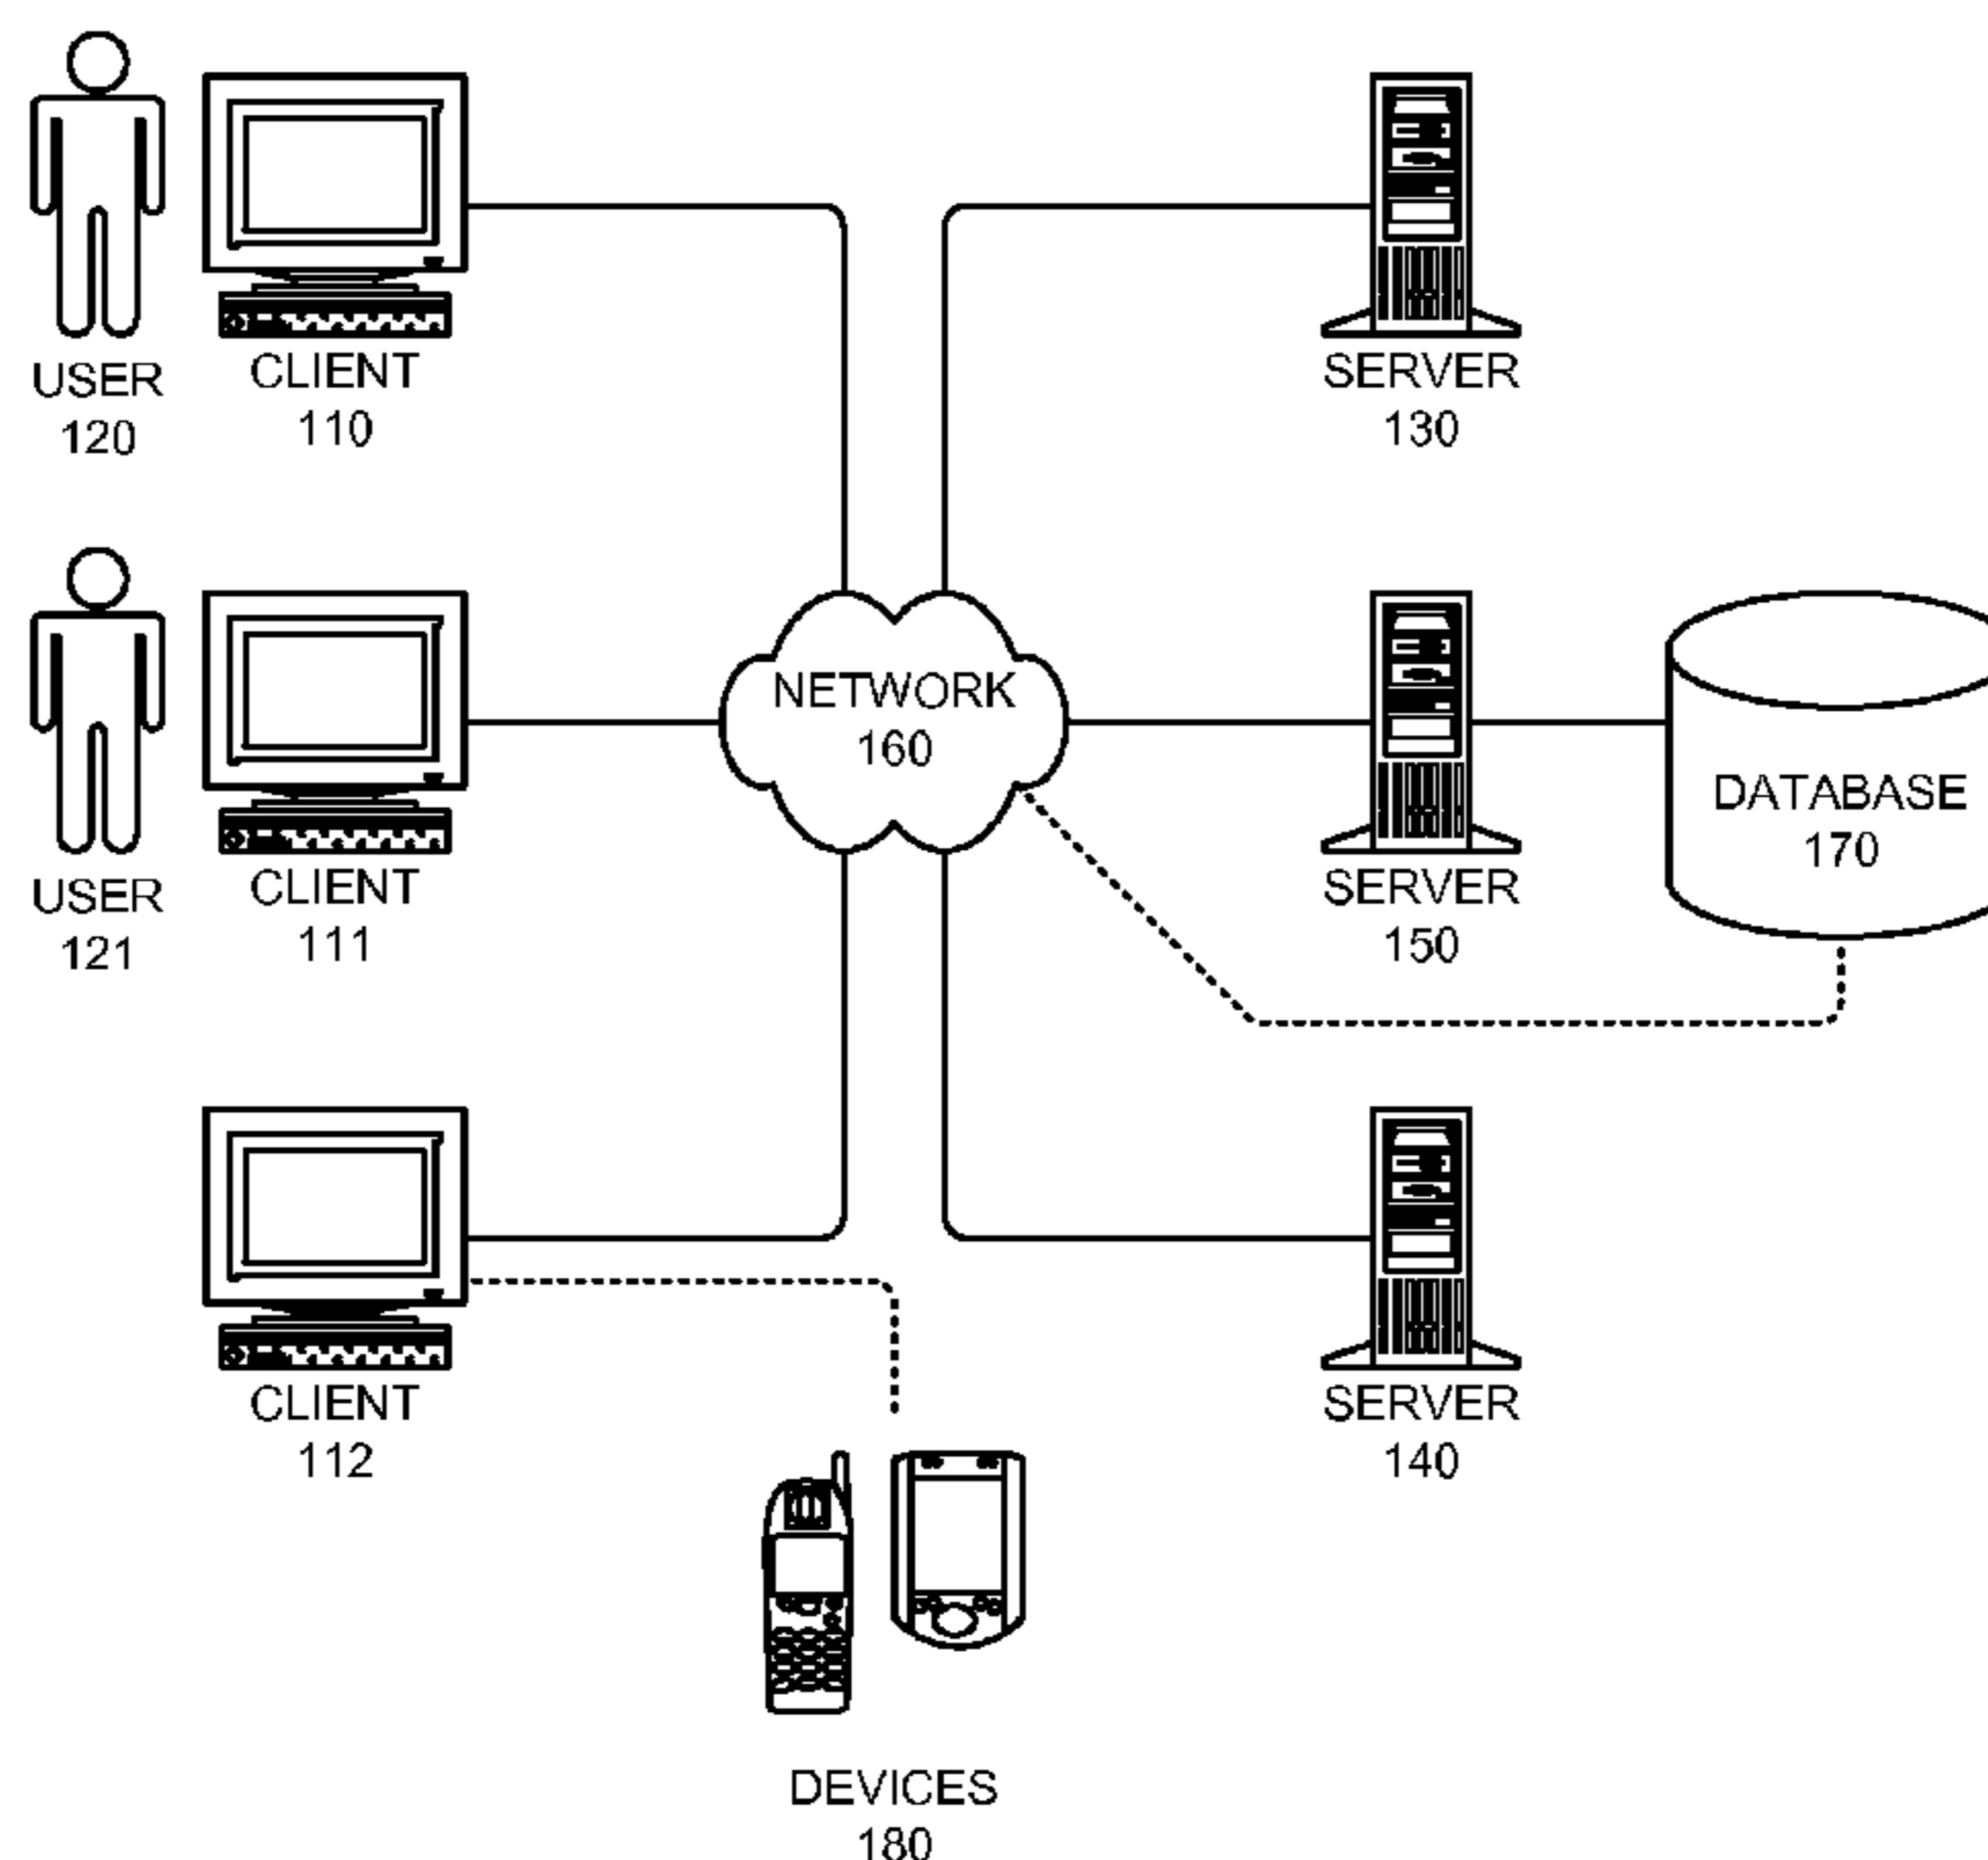 USER
120
CLIENT
110
SERVER
130
NETWORK
160
USER
121
CLIENT
111
SERVER
150
DATABASE
170
CLIENT
112
SERVER
140
DEVICES
180